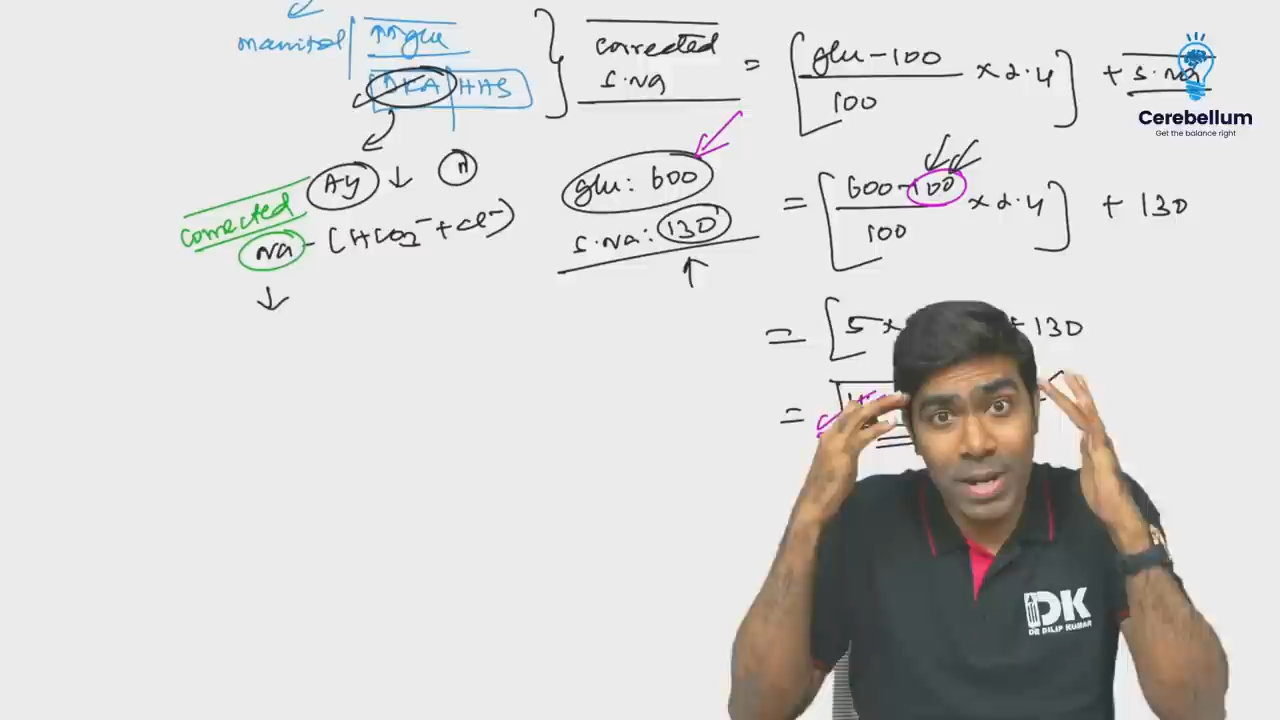 manitol | ↑↑glu
DKA | HHS
corrected
s.Na
= [ glu-100 / 100 × 2.4 ] + s.na
Cerebellum
Get the balance right
AG ↓ n
corrected
na - (HCO3⁻ + Cl⁻)
↓
glu: 600
s.na: 130
↑
= [ 600-100 / 100 × 2.4 ] + 130
= [ 5 × + 130
=
DK
DR DILIP KUMAR